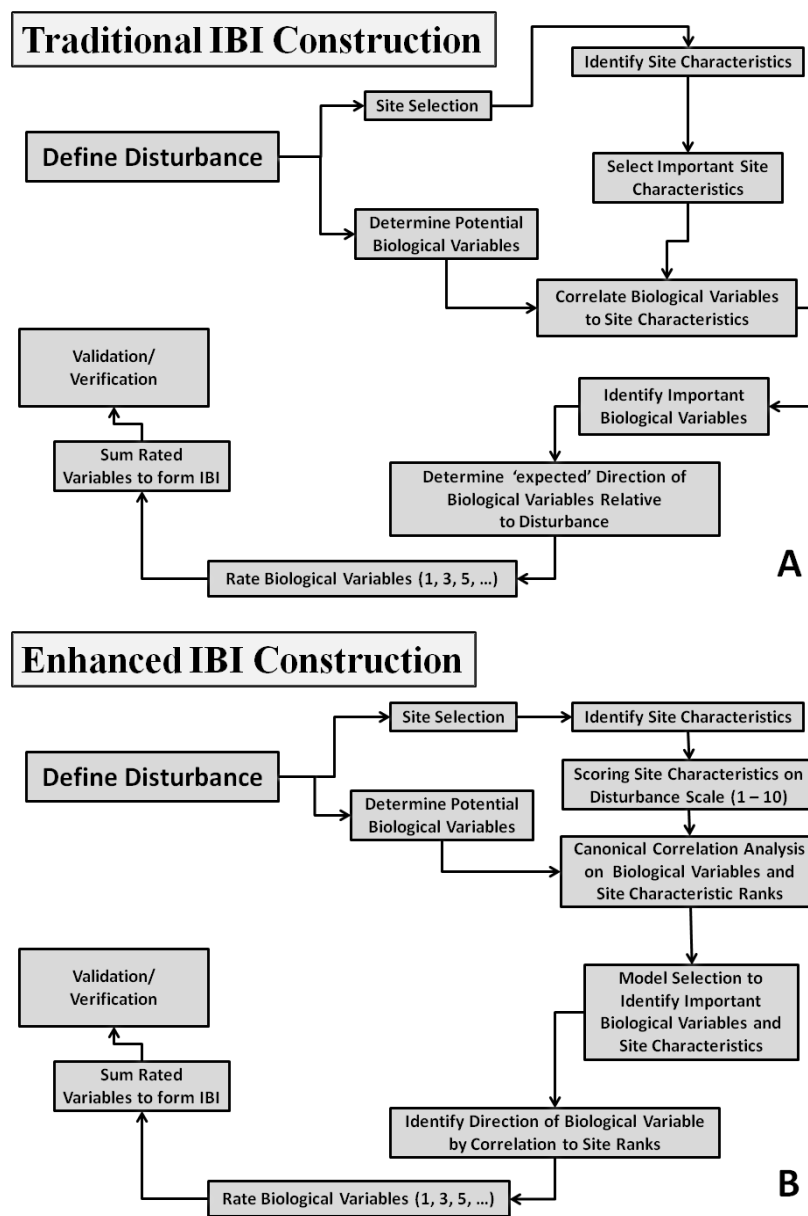 Traditional IBI Construction
Identify Site Characteristics
Site Selection
Define Disturbance
Select Important Site
Characteristics
Determine Potential
Biological Variables
Correlate Biological Variables
to Site Characteristics
Validation/
Verification
Identify Important
Biological Variables
Sum Rated
Variables to form IBI
Determine ‘expected’ Direction of
Biological Variables Relative
to Disturbance
Rate Biological Variables (1, 3, 5, ...)
A
Enhanced IBI Construction
Site Selection
Identify Site Characteristics
Define Disturbance
Scoring Site Characteristics on
Disturbance Scale (1 – 10)
Determine Potential
Biological Variables
Canonical Correlation Analysis
on Biological Variables and
Site Characteristic Ranks
Validation/
Verification
Model Selection to
Identify Important
Biological Variables and
Site Characteristics
Sum Rated
Variables to form IBI
Identify Direction of Biological Variable
by Correlation to Site Ranks
Rate Biological Variables (1, 3, 5, ...)
B